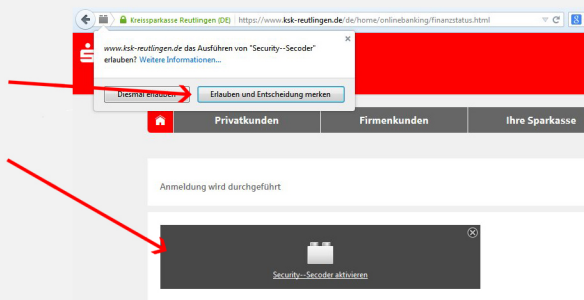 Kreissparkasse Reutlingen (DE) https://www.ksk-reutlingen.de/de/home/onlinebanking/finanzstatus.html
www.ksk-reutlingen.de das Ausführen von "Security--Secoder"
erlauben? Weitere Informationen...
Diesmal erlauben Erlauben und Entscheidung merken
Privatkunden Firmenkunden Ihre Sparkasse
Anmeldung wird durchgeführt
Security--Secoder aktivieren